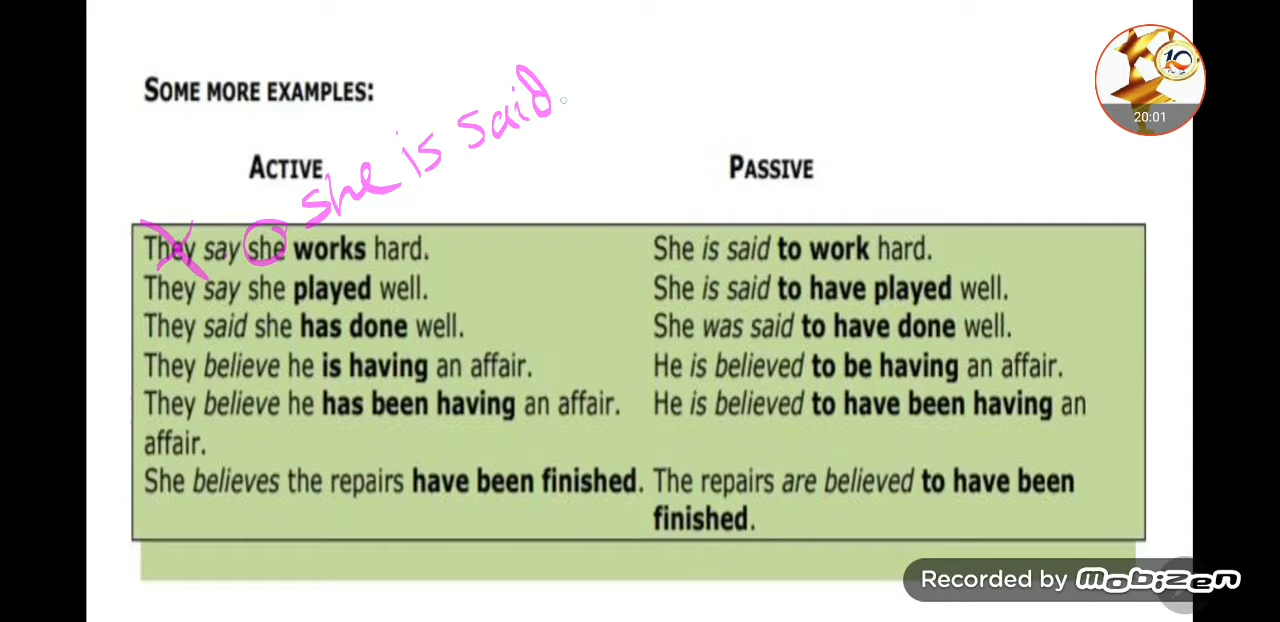 SOME MORE EXAMPLES:
she is said.
20:01
ACTIVE PASSIVE
They say she works hard. She is said to work hard.
They say she played well. She is said to have played well.
They said she has done well. She was said to have done well.
They believe he is having an affair. He is believed to be having an affair.
They believe he has been having an affair. He is believed to have been having an
affair.
She believes the repairs have been finished. The repairs are believed to have been
finished.
Recorded by Mobizen